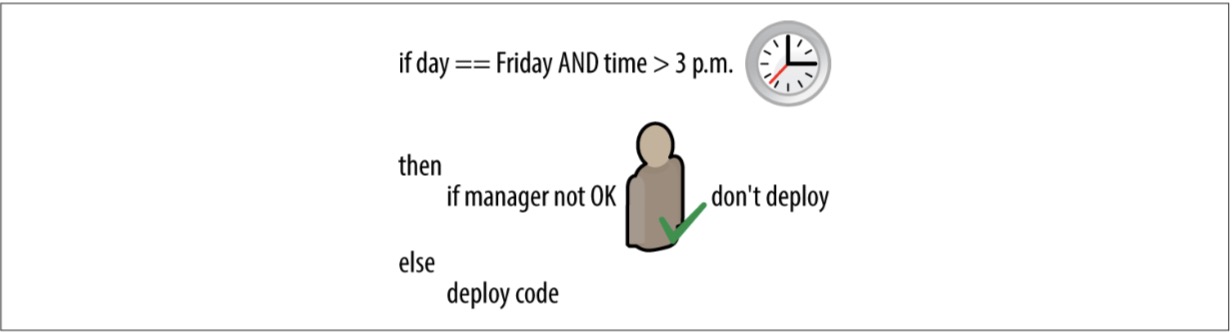 if day == Friday AND time > 3 p.m.
then
if manager not OK don't deploy
else
deploy code